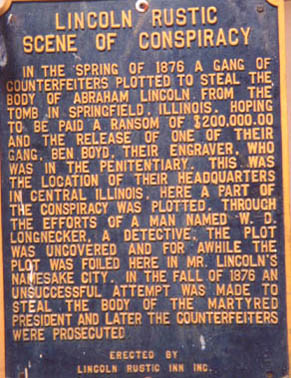 LINCOLN RUSTIC
SCENE OF CONSPIRACY
IN THE SPRING OF 1876 A GANG OF
COUNTERFEITERS PLOTTED TO STEAL THE
BODY OF ABRAHAM LINCOLN FROM THE
TOMB IN SPRINGFIELD, ILLINOIS. HOPING
TO BE PAID A RANSOM OF $200,000.00
AND THE RELEASE OF ONE OF THEIR
GANG, BEN BOYD, THEIR ENGRAVER, WHO
WAS IN THE PENITENTIARY. THIS WAS
THE LOCATION OF THEIR HEADQUARTERS
IN CENTRAL ILLINOIS. HERE A PART OF
THE CONSPIRACY WAS PLOTTED. THROUGH
THE EFFORTS OF A MAN NAMED W. D.
LONGNECKER, A DETECTIVE, THE PLOT
WAS UNCOVERED AND FOR AWHILE THE
PLOT WAS FOILED HERE IN MR. LINCOLN'S
NAMESAKE CITY. IN THE FALL OF 1876 AN
UNSUCCESSFUL ATTEMPT WAS MADE TO
STEAL THE BODY OF THE MARTYRED
PRESIDENT AND LATER THE COUNTERFEITERS
WERE PROSECUTED
ERECTED BY
LINCOLN RUSTIC INN INC.